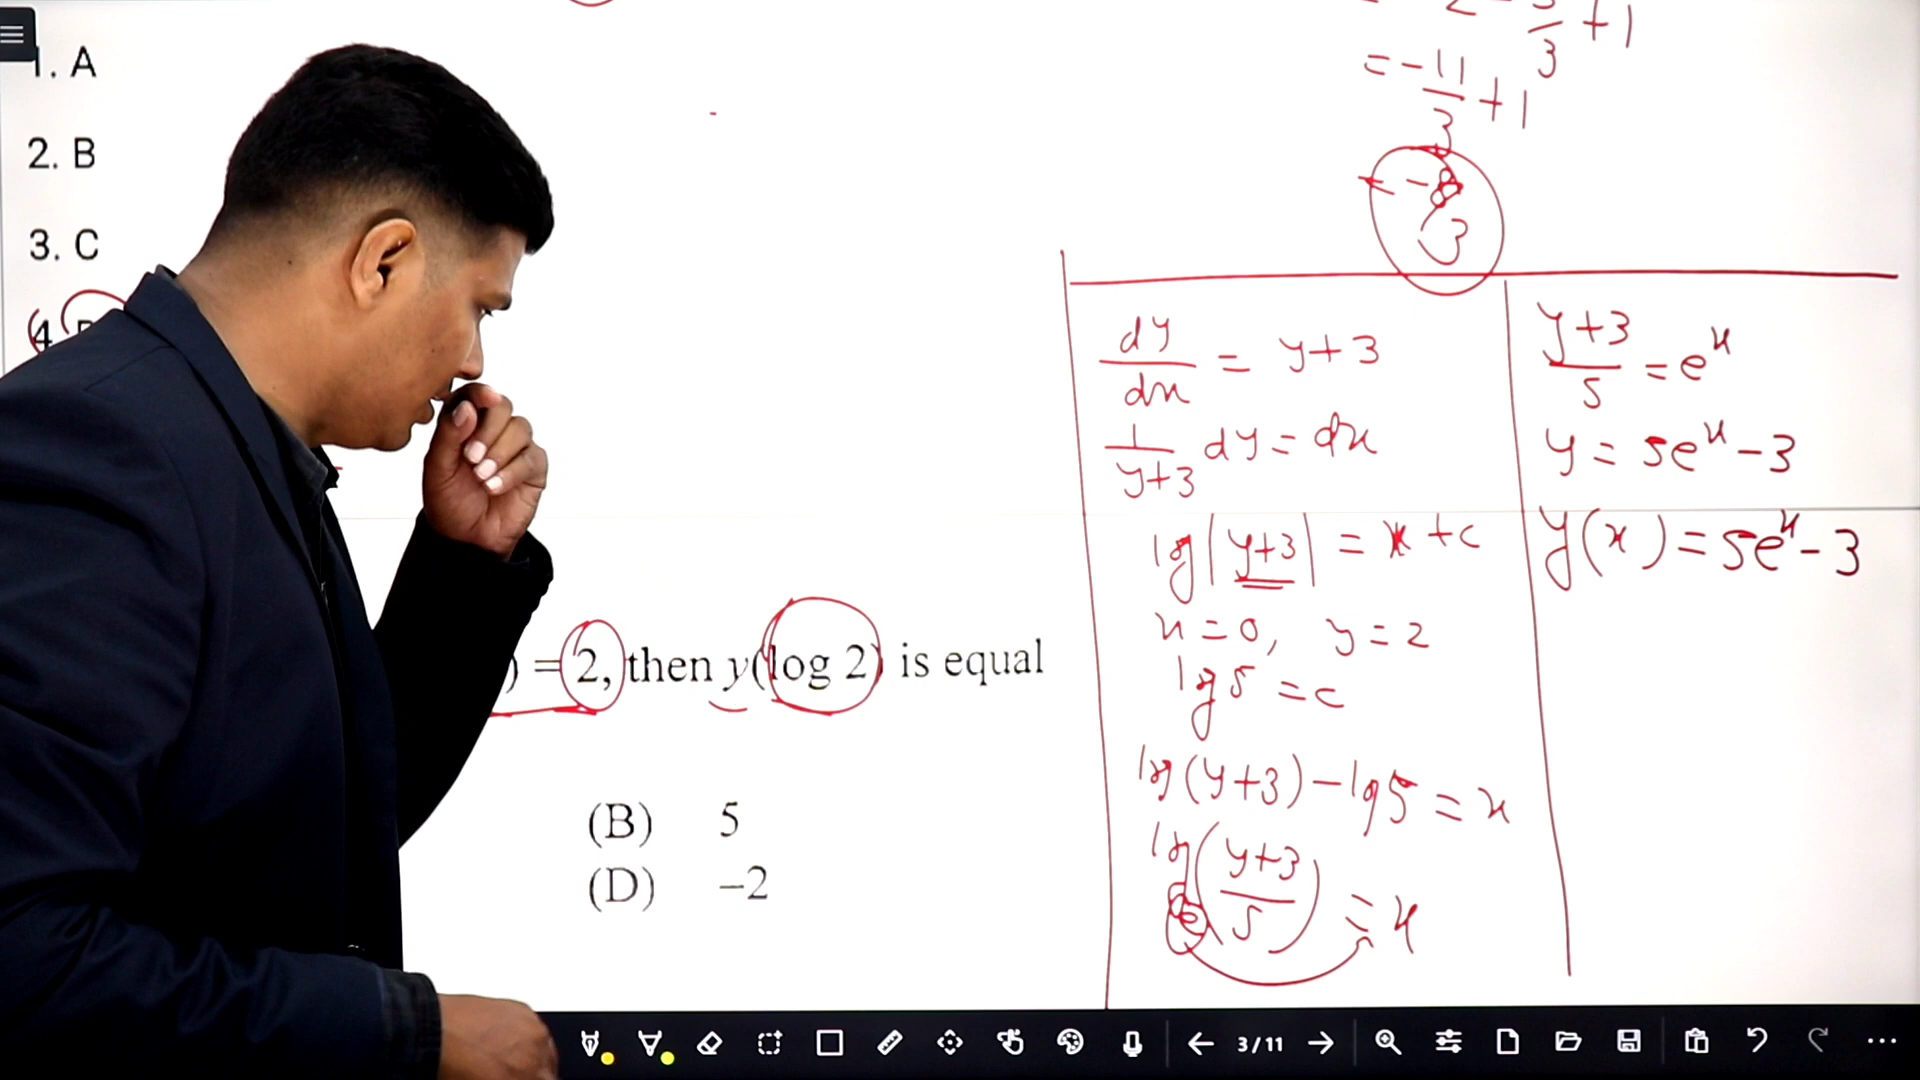 1. A
2. B
3. C
4.
+ 1
3
= -11/3 + 1
= -8/3
dy/dx = y+3
1/(y+3) dy = dx
log|y+3| = x + c
x = 0, y = 2
log 5 = c
log(y+3) - log 5 = x
log e ((y+3)/5) = x
(y+3)/5 = e^x
y = 5e^x - 3
y(x) = 5e^x - 3
) = 2, then y(log 2) is equal
(B) 5
(D) –2
3/11